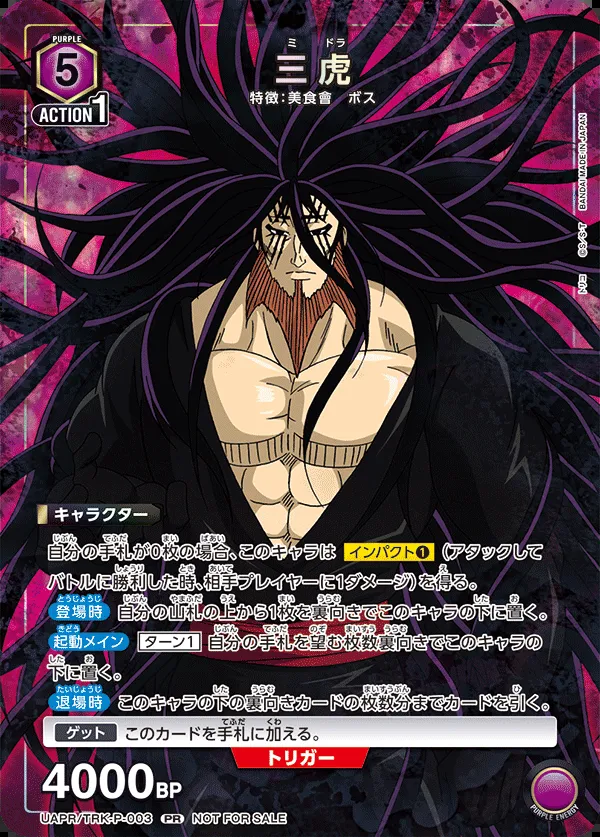 PURPLE
5
ACTION1
ミドラ
三虎
特徴：美食會　ボス
トリコ ©S/S・T BANDAI MADE IN JAPAN
キャラクター
自分の手札が0枚の場合、このキャラは インパクト❶（アタックして
バトルに勝利した時、相手プレイヤーに1ダメージ）を得る。
登場時 自分の山札の上から1枚を裏向きでこのキャラの下に置く。
起動メイン ターン1 自分の手札を望む枚数裏向きでこのキャラの
下に置く。
退場時 このキャラの下の裏向きカードの枚数分までカードを引く。
ゲット このカードを手札に加える。
トリガー
4000BP
PURPLE ENERGY
UAPR/TRK-P-003 PR NOT FOR SALE